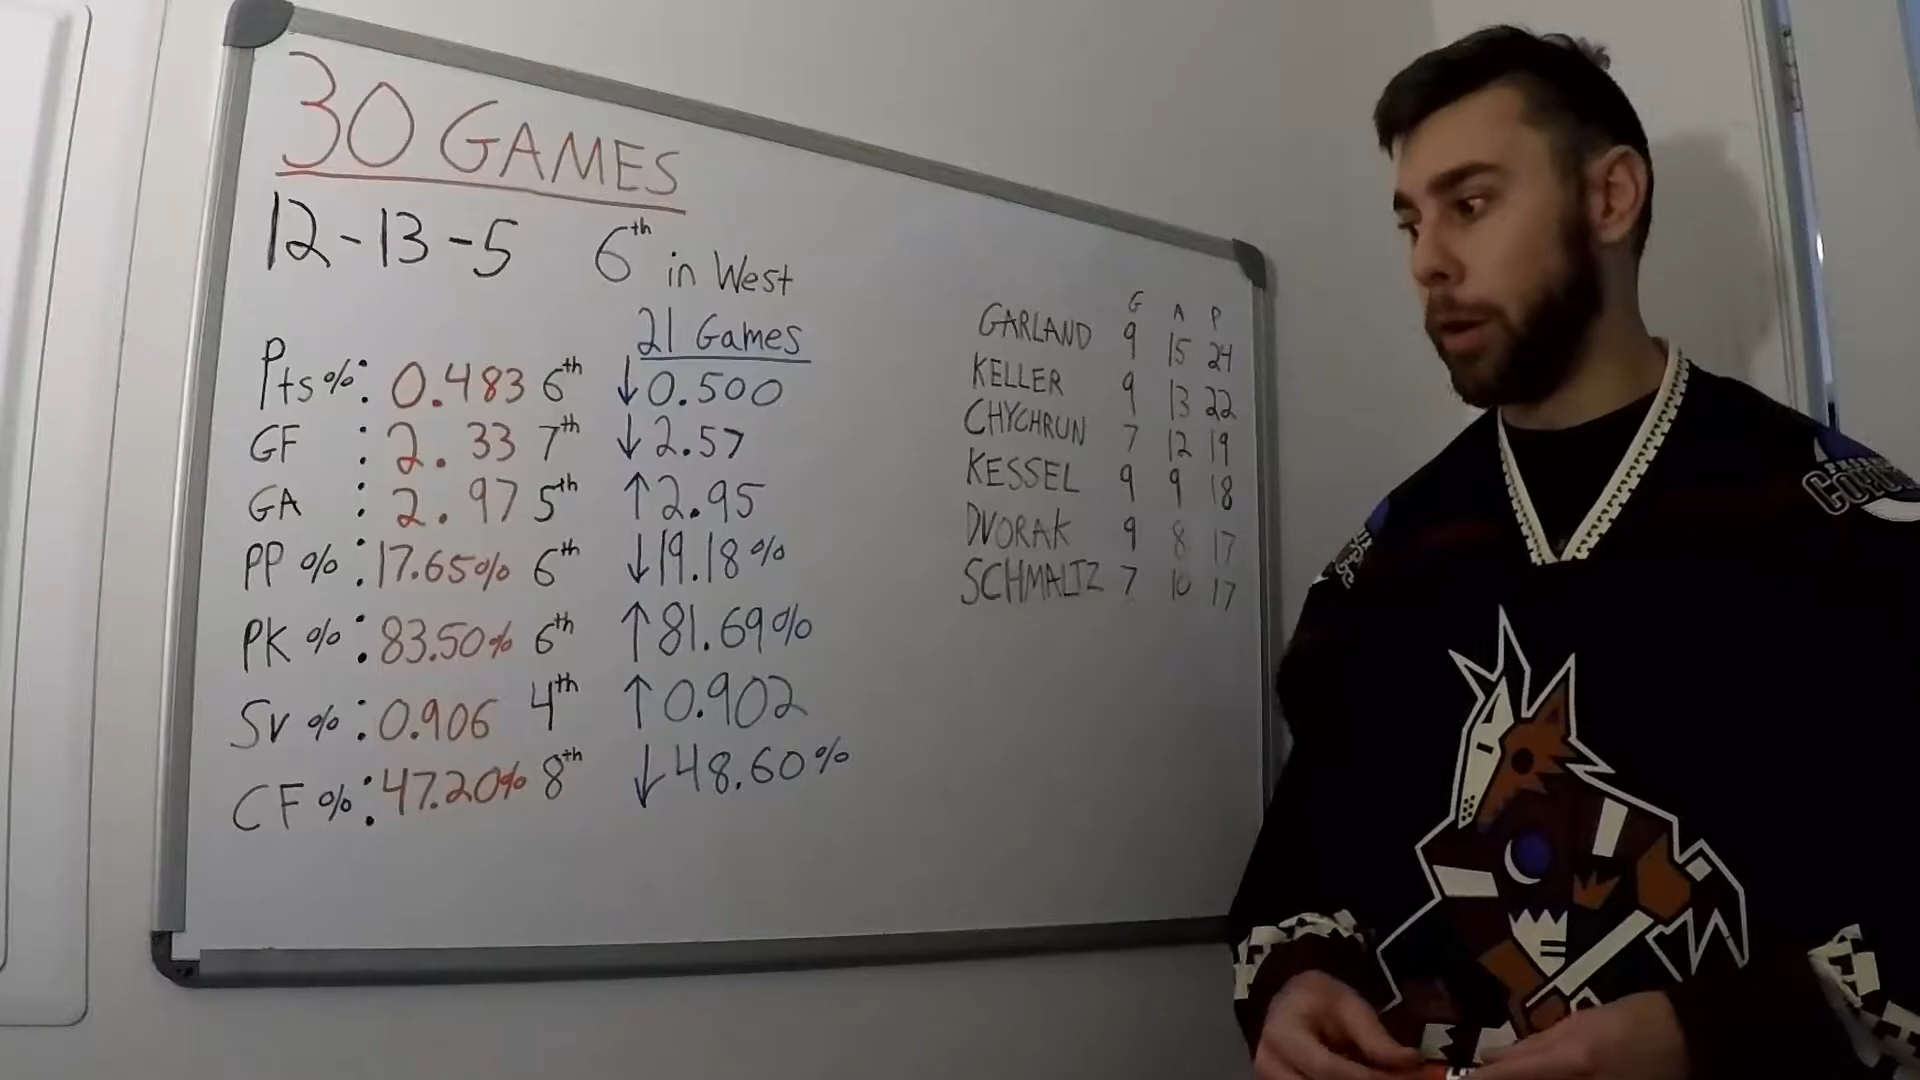 30 GAMES
12-13-5 6th in West
21 Games
Pts%: 0.483 6th ↓0.500
GF : 2.33 7th ↓2.57
GA : 2.97 5th ↑2.95
PP %: 17.65% 6th ↓19.18%
PK %: 83.50% 6th ↑81.69%
Sv %: 0.906 4th ↑0.902
CF %: 47.20% 8th ↓48.60%
G A P
GARLAND 9 15 24
KELLER 9 13 22
CHYCHRUN 7 12 19
KESSEL 9 9 18
DVORAK 9 8 17
SCHMALTZ 7 10 17